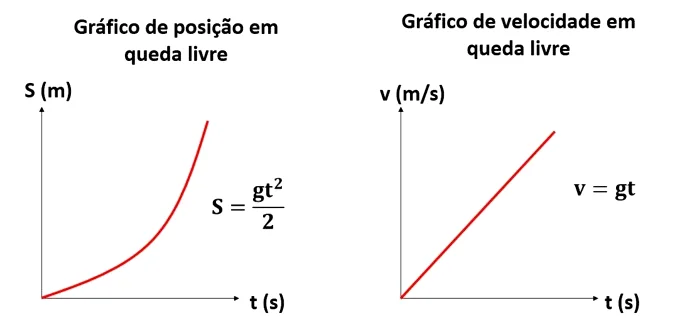 Gráfico de posição em
queda livre
S (m)
S = gt²/2
t (s)
Gráfico de velocidade em
queda livre
v (m/s)
v = gt
t (s)